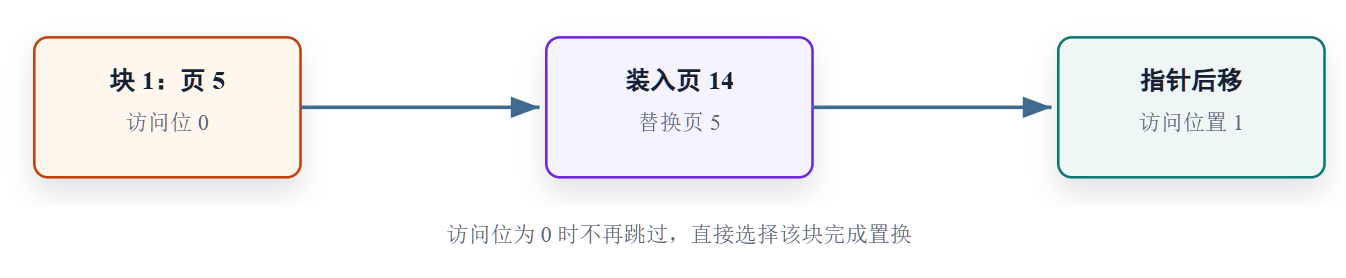 块 1：页 5
访问位 0
装入页 14
替换页 5
指针后移
访问位置 1
访问位为 0 时不再跳过，直接选择该块完成置换